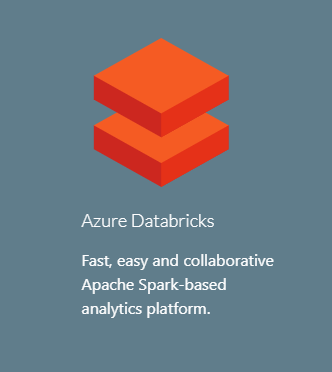 Azure Databricks
Fast, easy and collaborative
Apache Spark-based
analytics platform.